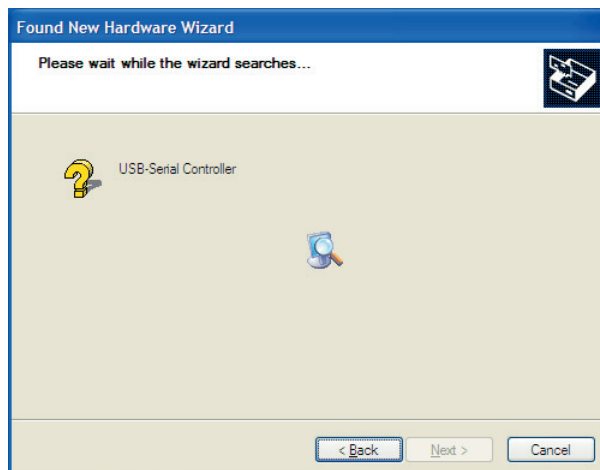 Found New Hardware Wizard
Please wait while the wizard searches...
USB-Serial Controller
< Back Next > Cancel